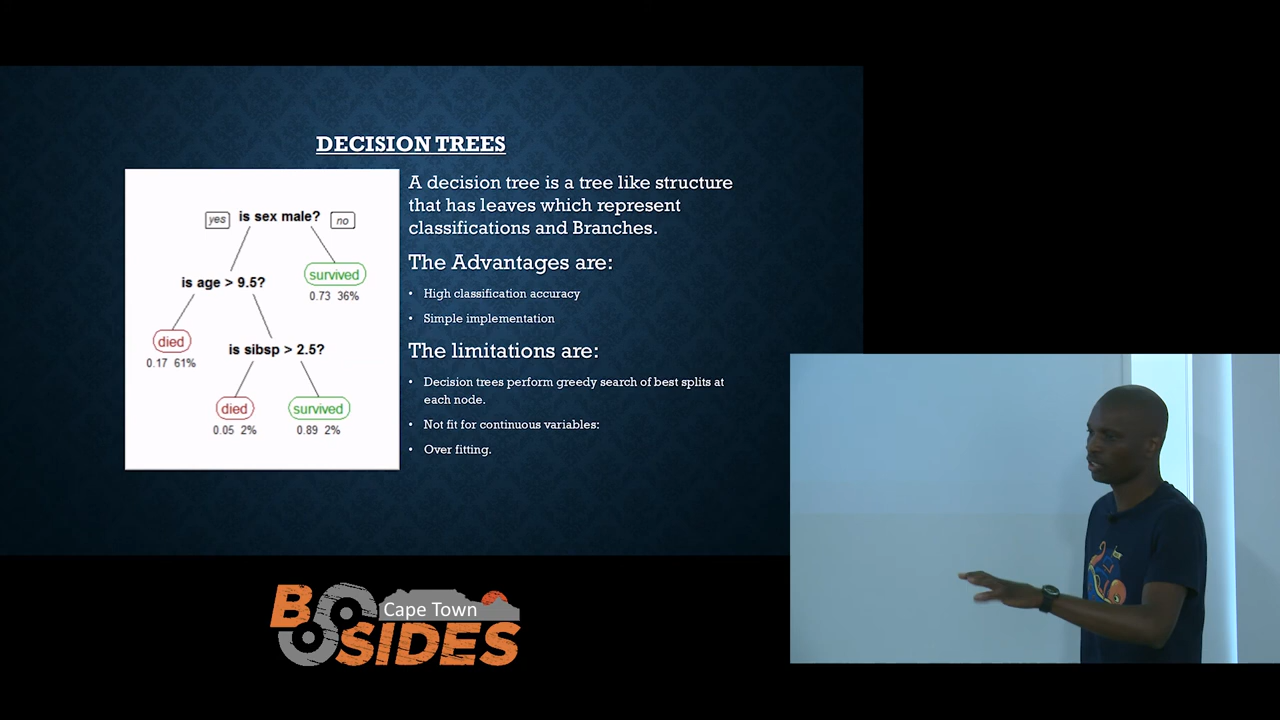 DECISION TREES
yes
is sex male?
no
is age > 9.5?
survived
0.73 36%
died
0.17 61%
is sibsp > 2.5?
died
0.05 2%
survived
0.89 2%
A decision tree is a tree like structure
that has leaves which represent
classifications and Branches.
The Advantages are:
• High classification accuracy
• Simple implementation
The limitations are:
• Decision trees perform greedy search of best splits at
each node.
• Not fit for continuous variables:
• Over fitting.
BSIDES
Cape Town